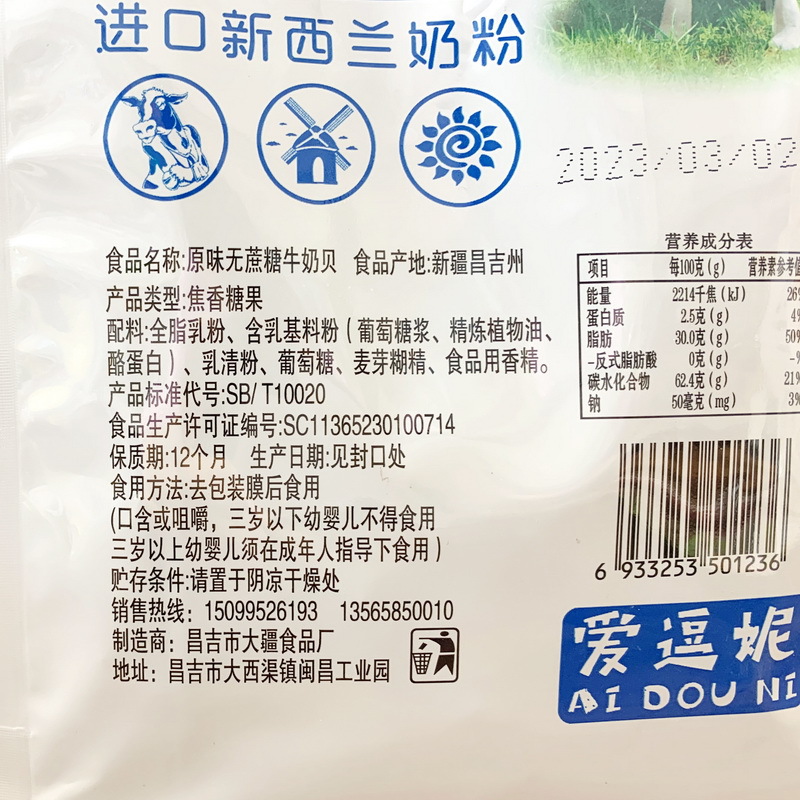 进口新西兰奶粉
2023/03/02
食品名称:原味无蔗糖牛奶贝 食品产地:新疆昌吉州
产品类型:焦香糖果
配料:全脂乳粉、含乳基料粉（葡萄糖浆、精炼植物油、
酪蛋白）、乳清粉、葡萄糖、麦芽糊精、食品用香精。
产品标准代号:SB/T10020
食品生产许可证编号:SC11365230100714
保质期:12个月 生产日期:见封口处
食用方法:去包装膜后食用
(口含或咀嚼，三岁以下幼婴儿不得食用
三岁以上幼婴儿须在成年人指导下食用）
贮存条件:请置于阴凉干燥处
销售热线：15099526193 13565850010
制造商：昌吉市大疆食品厂
地址：昌吉市大西渠镇闽昌工业园
营养成分表
项目 每100克(g) 营养素参考值
能量 2214千焦(kJ) 26%
蛋白质 2.5克(g) 4%
脂肪 30.0克(g) 50%
-反式脂肪酸 0克(g)
碳水化合物 62.4克(g) 21%
钠 50毫克(mg) 3%
6 933253 501236
爱逗妮
AI DOU NI